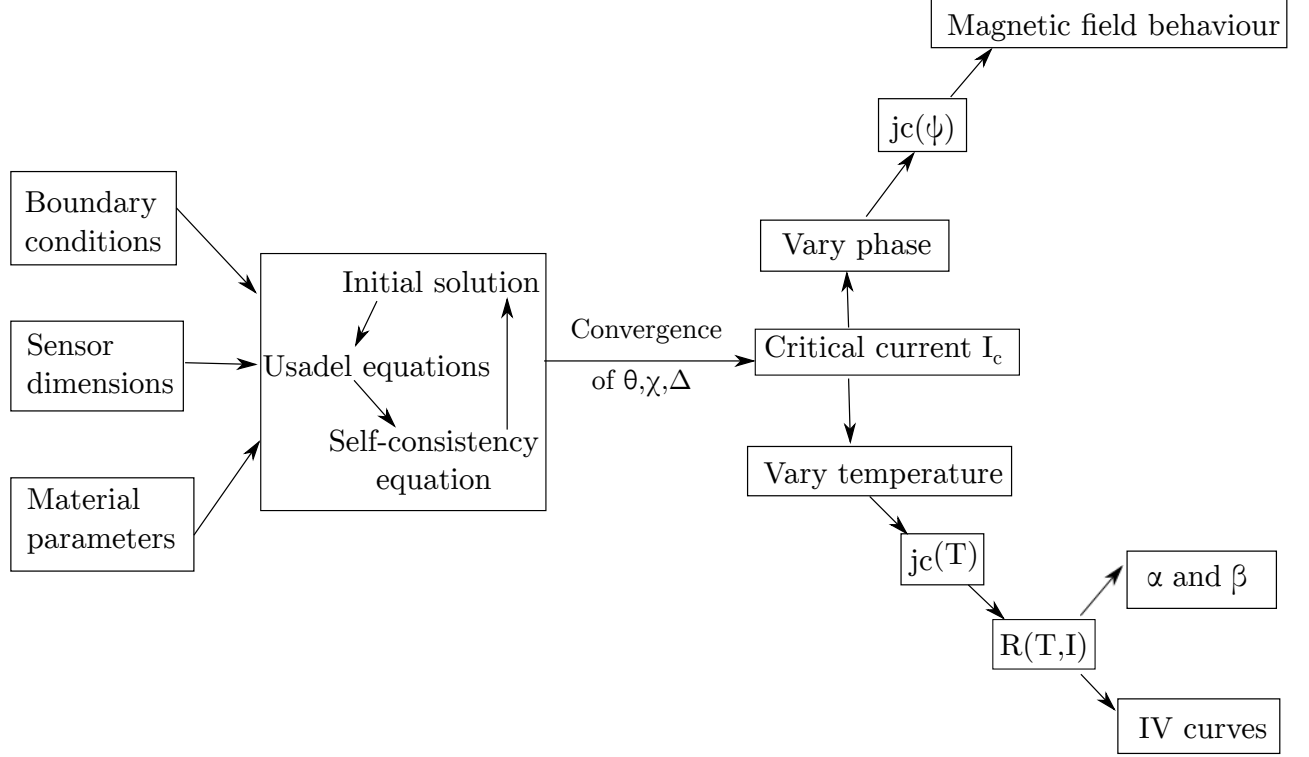 Magnetic field behaviour
jc(ψ)
Boundary
conditions
Vary phase
Initial solution
Sensor
dimensions
Usadel equations
Convergence
of θ,χ,Δ
Critical current I_c
Self-consistency
equation
Vary temperature
Material
parameters
jc(T)
α and β
R(T,I)
IV curves